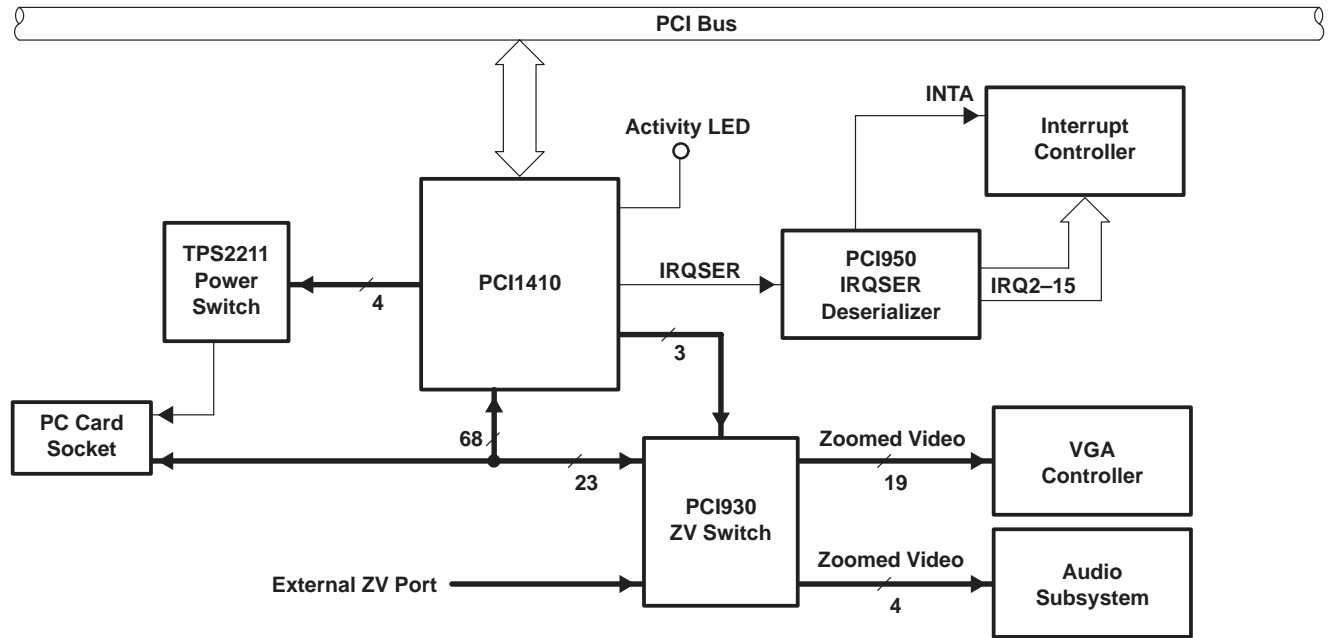 PCI Bus
Activity LED
INTA
Interrupt
Controller
TPS2211
Power
Switch
4
PCI1410
IRQSER
PCI950
IRQSER
Deserializer
IRQ2–15
3
PC Card
Socket
68
23
PCI930
ZV Switch
Zoomed Video
19
VGA
Controller
External ZV Port
Zoomed Video
4
Audio
Subsystem